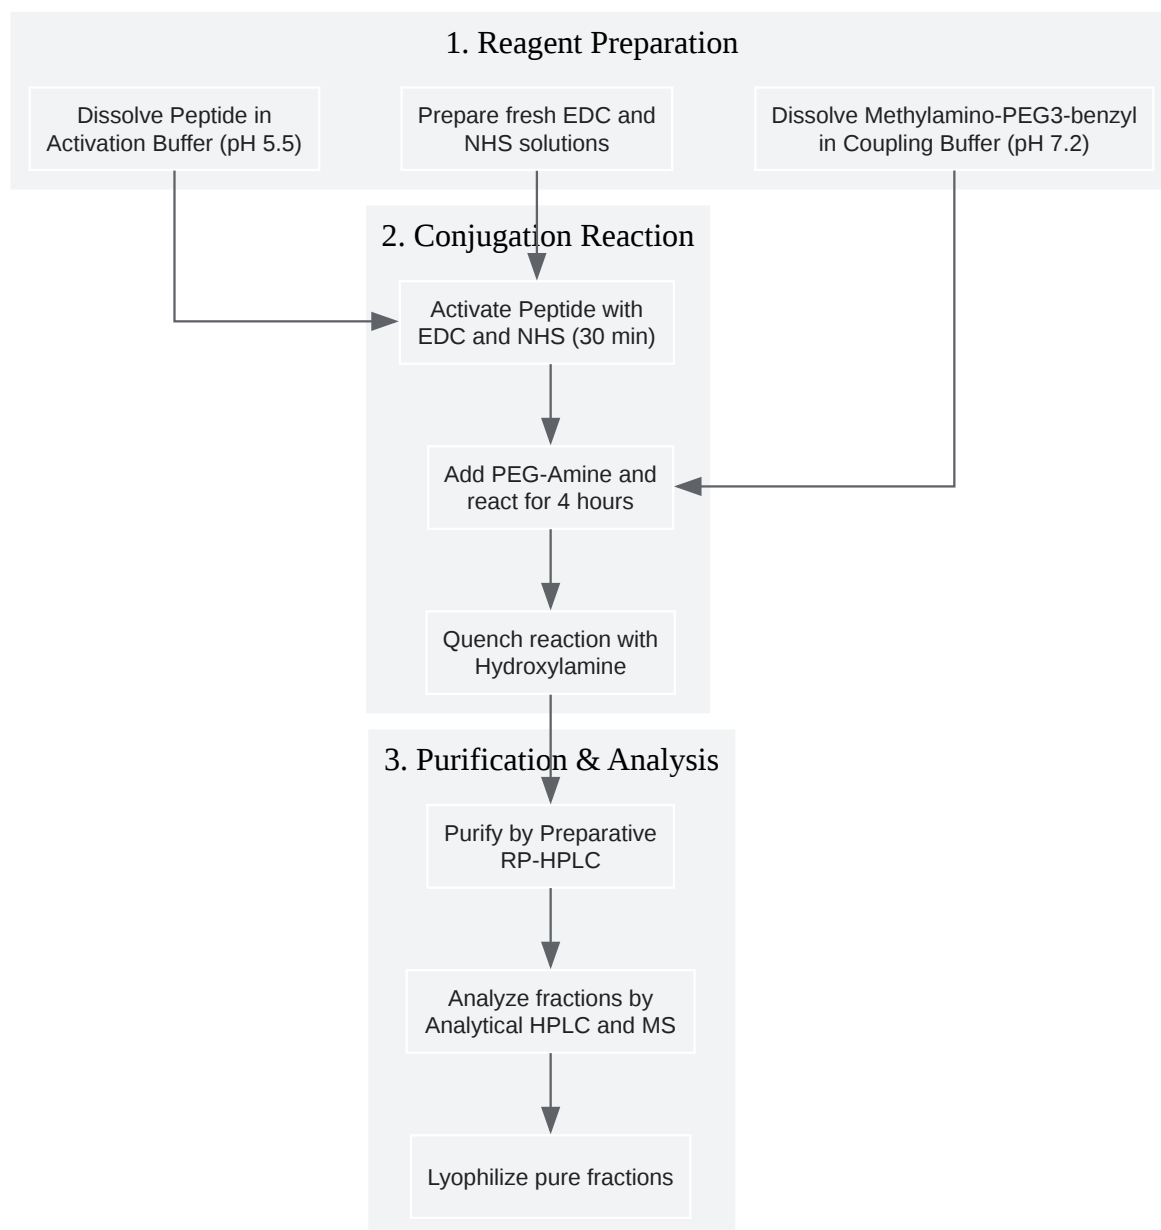 1. Reagent Preparation
Dissolve Peptide in
Activation Buffer (pH 5.5)
Prepare fresh EDC and
NHS solutions
Dissolve Methylamino-PEG3-benzyl
in Coupling Buffer (pH 7.2)
2. Conjugation Reaction
Activate Peptide with
EDC and NHS (30 min)
Add PEG-Amine and
react for 4 hours
Quench reaction with
Hydroxylamine
3. Purification & Analysis
Purify by Preparative
RP-HPLC
Analyze fractions by
Analytical HPLC and MS
Lyophilize pure fractions